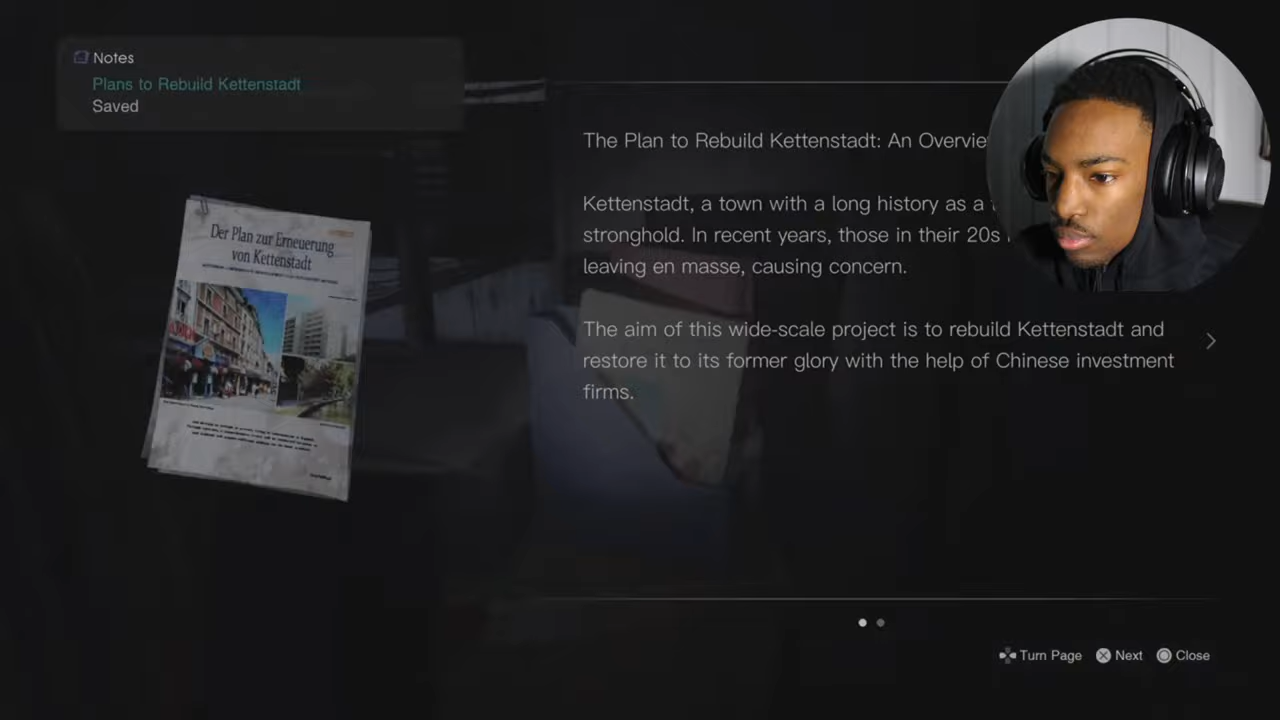 Notes
Plans to Rebuild Kettenstadt
Saved
The Plan to Rebuild Kettenstadt: An
Kettenstadt, a town with a long history as a
stronghold. In recent years, those in their 20s
leaving en masse, causing concern.
The aim of this wide-scale project is to rebuild Kettenstadt and
restore it to its former glory with the help of Chinese investment
firms.
Der Plan zur Erneuerung
von Kettenstadt
Turn Page Next Close